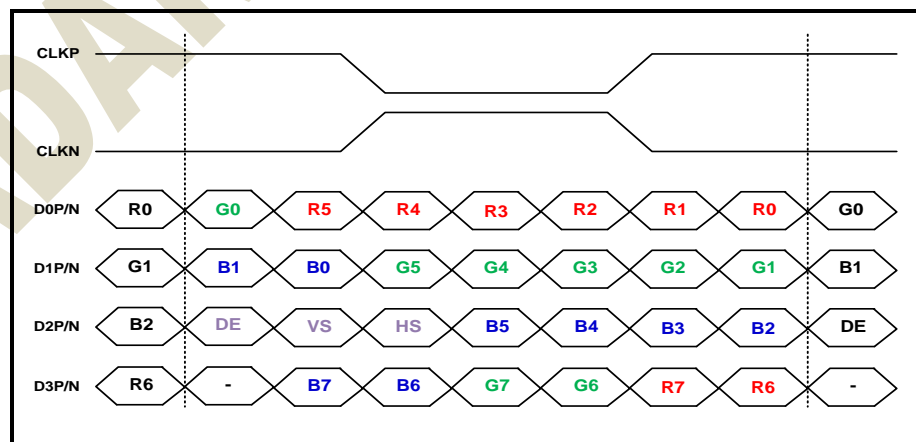 CLKP
CLKN
D0P/N R0 G0 R5 R4 R3 R2 R1 R0 G0
D1P/N G1 B1 B0 G5 G4 G3 G2 G1 B1
D2P/N B2 DE VS HS B5 B4 B3 B2 DE
D3P/N R6 - B7 B6 G7 G6 R7 R6 -